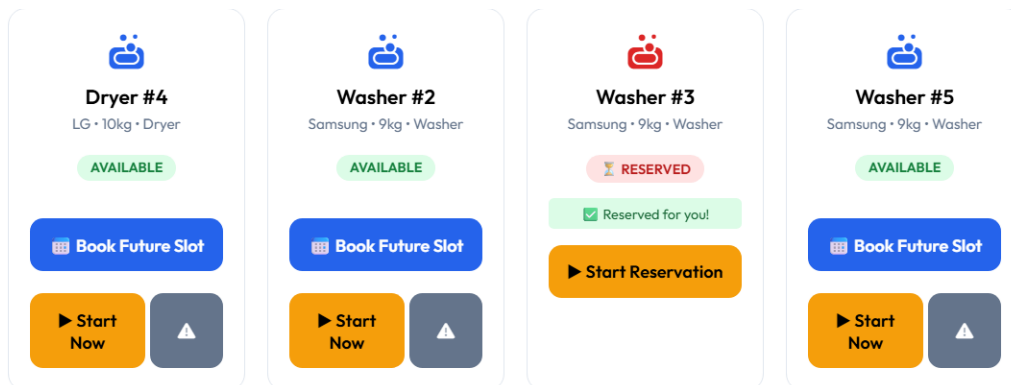 Dryer #4
LG • 10kg • Dryer
AVAILABLE
📅 Book Future Slot
▶ Start
Now
⚠
Washer #2
Samsung • 9kg • Washer
AVAILABLE
📅 Book Future Slot
▶ Start
Now
⚠
Washer #3
Samsung • 9kg • Washer
⏳ RESERVED
✅ Reserved for you!
▶ Start Reservation
Washer #5
Samsung • 9kg • Washer
AVAILABLE
📅 Book Future Slot
▶ Start
Now
⚠